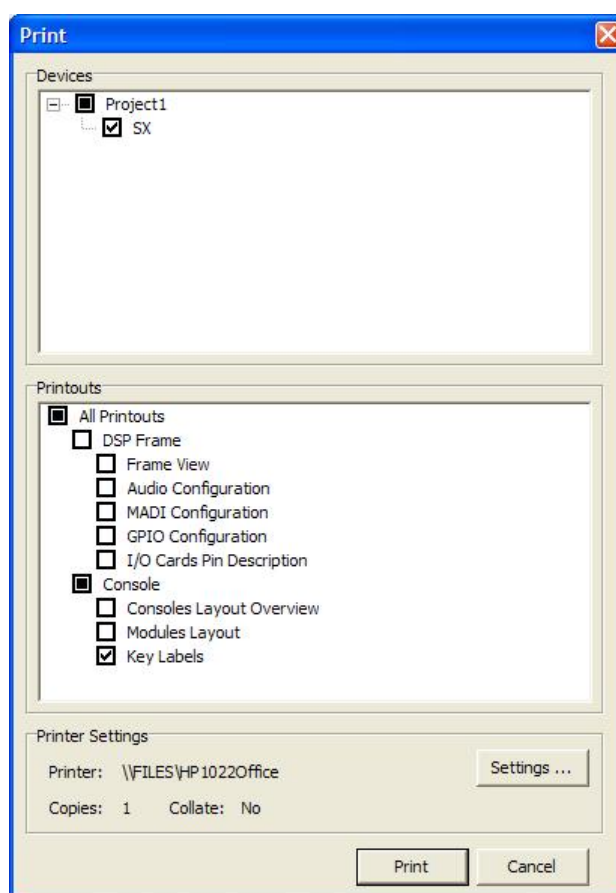 Print
Devices
Project1
SX
Printouts
All Printouts
DSP Frame
Frame View
Audio Configuration
MADI Configuration
GPIO Configuration
I/O Cards Pin Description
Console
Consoles Layout Overview
Modules Layout
Key Labels
Printer Settings
Printer: \\FILES\HP1022Office
Settings ...
Copies: 1 Collate: No
Print Cancel